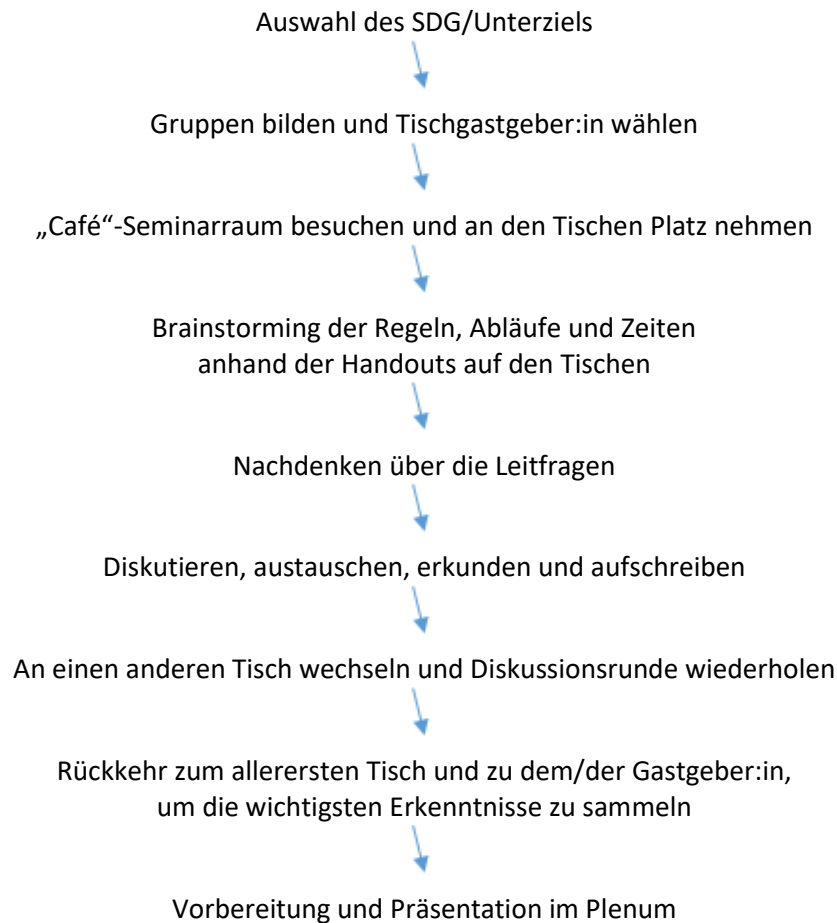 Auswahl des SDG/Unterziels
Gruppen bilden und Tischgastgeber:in wählen
„Café“-Seminarraum besuchen und an den Tischen Platz nehmen
Brainstorming der Regeln, Abläufe und Zeiten
anhand der Handouts auf den Tischen
Nachdenken über die Leitfragen
Diskutieren, austauschen, erkunden und aufschreiben
An einen anderen Tisch wechseln und Diskussionsrunde wiederholen
Rückkehr zum allerersten Tisch und zu dem/der Gastgeber:in,
um die wichtigsten Erkenntnisse zu sammeln
Vorbereitung und Präsentation im Plenum